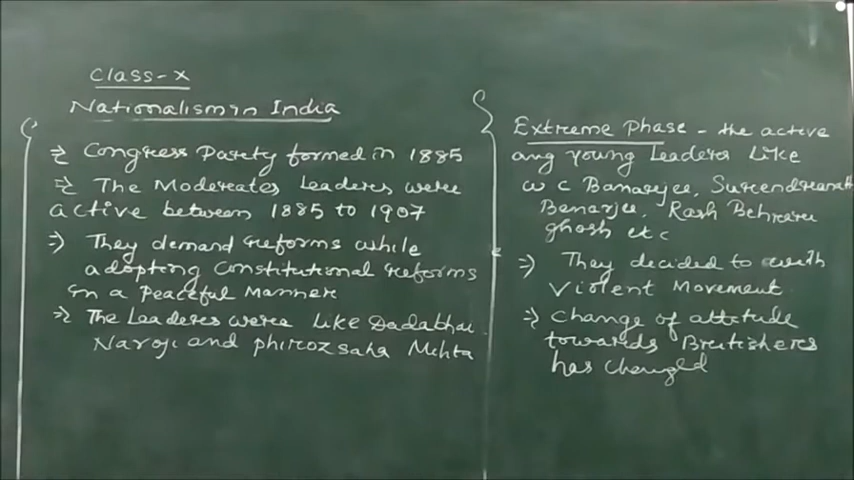 Class-X
Nationalism in India
⇒ Congress Party formed in 1885
⇒ The Moderates Leaders were
active between 1885 to 1907
⇒ They demand reforms while
adopting Constitutional reforms
in a Peaceful Manner
⇒ The Leaders were like Dadabhai
Naroji and phirozsaha Mehta
Extreme Phase - the active
ang young Leaders like
W C Banarjee, Surendranath
Benarjee, Rash Behrari
ghosh etc
⇒ They decided to with
Violent Movement
⇒ Change of attitude
towards Britishers
has changed